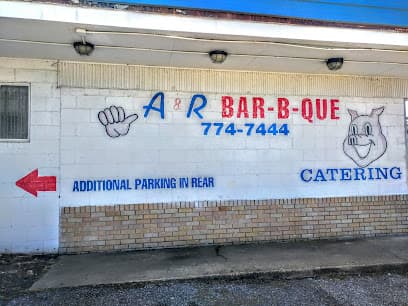 A & R BAR-B-QUE
774-7444
CATERING
ADDITIONAL PARKING IN REAR